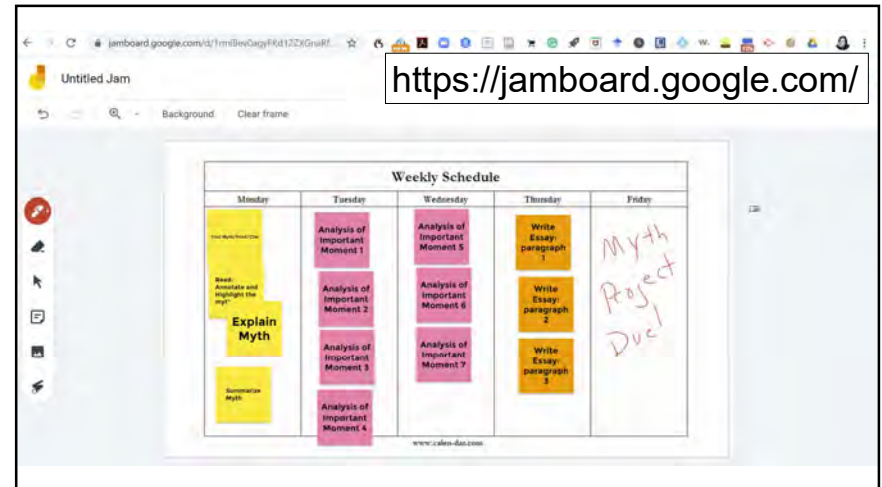 jamboard.google.com/d/
Untitled Jam
https://jamboard.google.com/
Background Clear frame
Weekly Schedule
Monday Tuesday Wednesday Thursday Friday
Read:
Annotate and
Highlight the
Explain
Myth
Summarize
Myth
Analysis of
Important
Moment 1
Analysis of
Important
Moment 2
Analysis of
Important
Moment 3
Analysis of
Important
Moment 4
Analysis of
Important
Moment 5
Analysis of
Important
Moment 6
Analysis of
Important
Moment 7
Write
Essay:
paragraph
1
Write
Essay:
paragraph
2
Write
Essay:
paragraph
3
Myth
Project
Due!
www.calen-dar.com